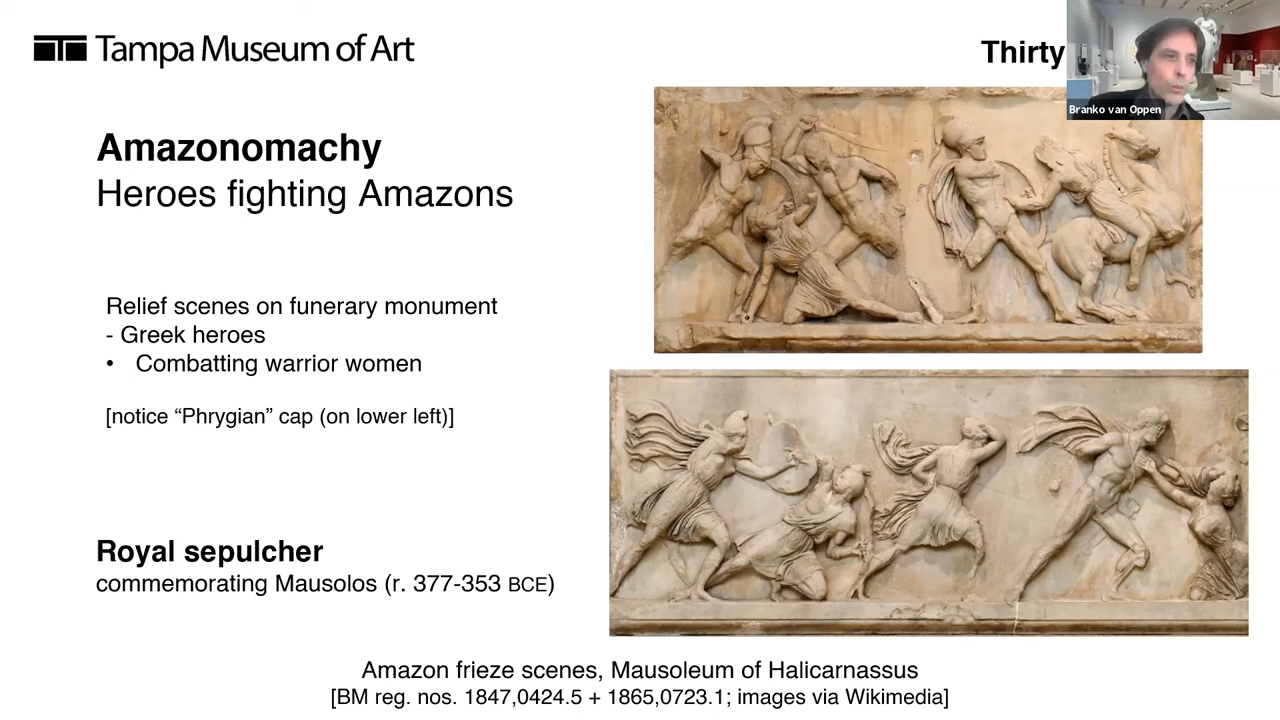 Tampa Museum of Art
Thirty
Branko van Oppen
Amazonomachy
Heroes fighting Amazons
Relief scenes on funerary monument
- Greek heroes
• Combatting warrior women
[notice “Phrygian” cap (on lower left)]
Royal sepulcher
commemorating Mausolos (r. 377-353 BCE)
Amazon frieze scenes, Mausoleum of Halicarnassus
[BM reg. nos. 1847,0424.5 + 1865,0723.1; images via Wikimedia]